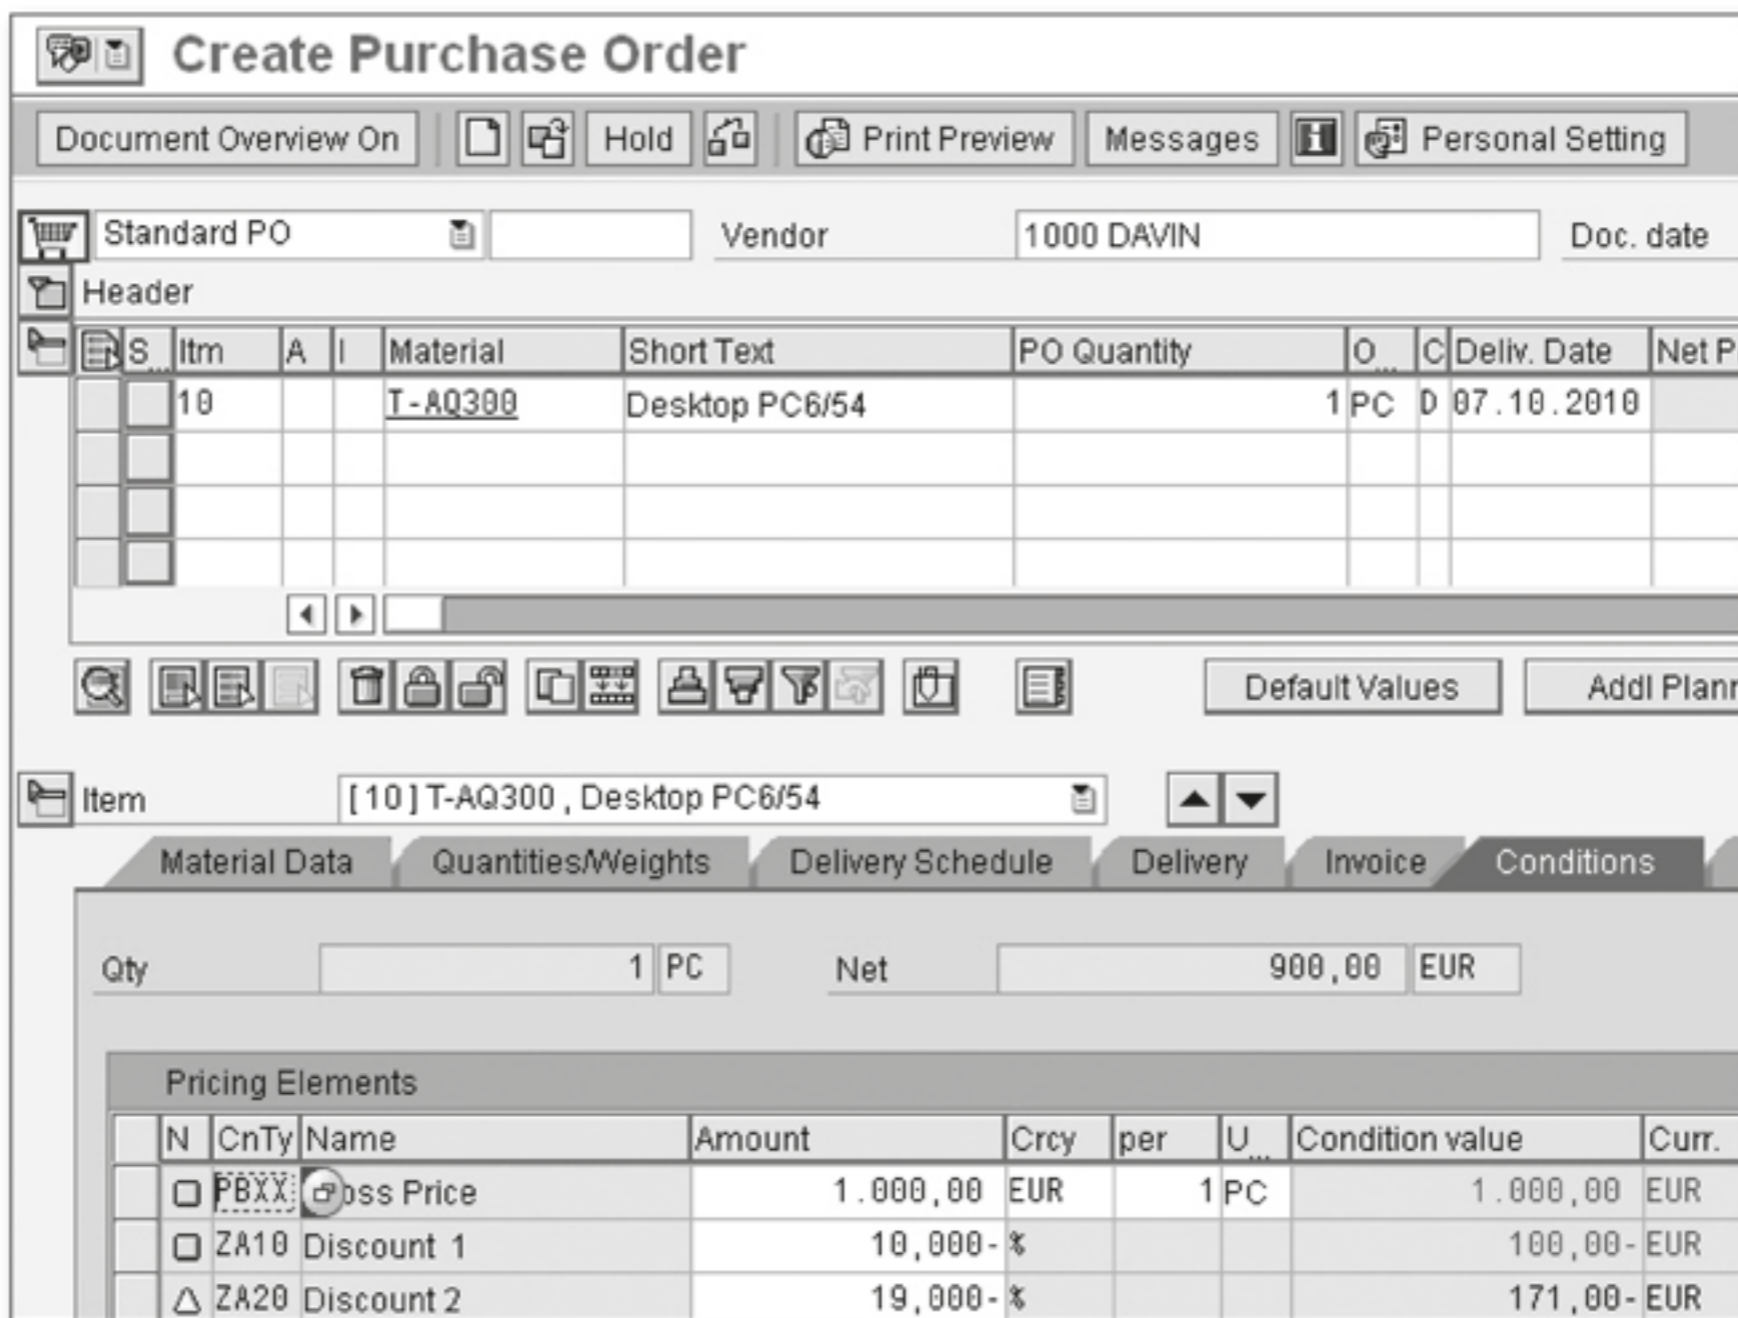 Create Purchase Order
Document Overview On Hold Print Preview Messages Personal Setting
Standard PO Vendor 1000 DAVIN Doc. date
Header
S... Itm A I Material Short Text PO Quantity O... C Deliv. Date Net P
10 T-AQ300 Desktop PC6/54 1 PC D 07.10.2010
Default Values Addl Plann
Item [10] T-AQ300 , Desktop PC6/54
Material Data Quantities/Weights Delivery Schedule Delivery Invoice Conditions
Qty 1 PC Net 900,00 EUR
Pricing Elements
N CnTy Name Amount Crcy per U... Condition value Curr.
PBXX oss Price 1.000,00 EUR 1 PC 1.000,00 EUR
ZA10 Discount 1 10,000- % 100,00- EUR
ZA20 Discount 2 19,000- % 171,00- EUR